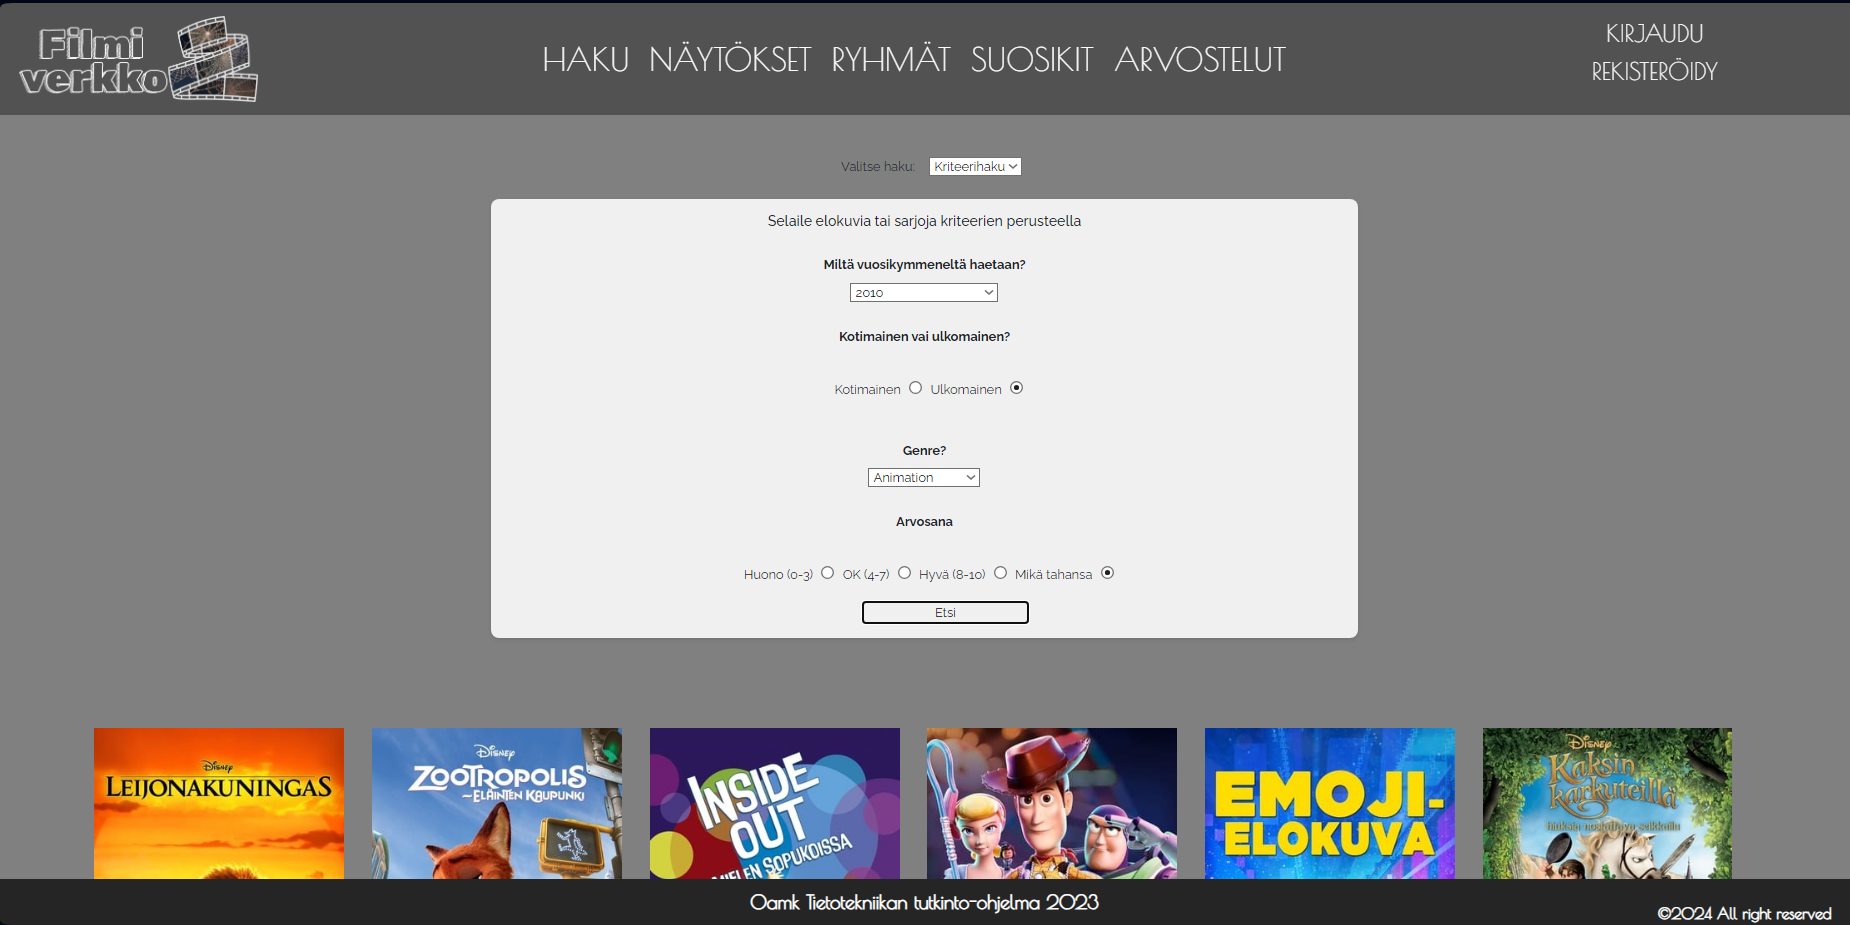 Filmi
verkko
HAKU NÄYTÖKSET RYHMÄT SUOSIKIT ARVOSTELUT
KIRJAUDU
REKISTERÖIDY
Valitse haku: Kriteerihaku
Selaile elokuvia tai sarjoja kriteerien perusteella
Miltä vuosikymmeneltä haetaan?
2010
Kotimainen vai ulkomainen?
Kotimainen Ulkomainen
Genre?
Animation
Arvosana
Huono (0-3) OK (4-7) Hyvä (8-10) Mikä tahansa
Etsi
Disney
LEIJONAKUNINGAS
Disney
ZOOTROPOLIS
-ELÄINTEN KAUPUNKI
INSIDE
OUT
MIELEN SOPUKOISSA
EMOJI-
ELOKUVA
Disney
Kaksin
karkuteillä
hiuksia nostattava seikkailu
Oamk Tietotekniikan tutkinto-ohjelma 2023
©2024 All right reserved